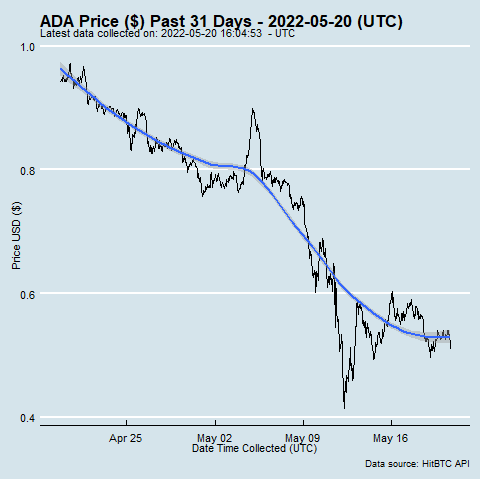 ADA Price ($) Past 31 Days - 2022-05-20 (UTC)
Latest data collected on: 2022-05-20 16:04:53  - UTC
1.0
0.8
0.6
0.4
Price USD ($)
Apr 25
May 02
May 09
May 16
Date Time Collected (UTC)
Data source: HitBTC API